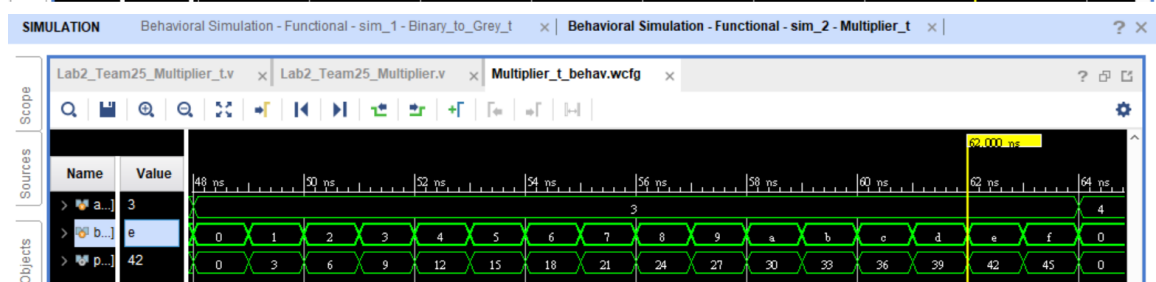 SIMULATION Behavioral Simulation - Functional - sim_1 - Binary_to_Grey_t × Behavioral Simulation - Functional - sim_2 - Multiplier_t × ? ×
Lab2_Team25_Multiplier_t.v × Lab2_Team25_Multiplier.v × Multiplier_t_behav.wcfg × ?
Scope
Sources
Objects
62.000 ns
Name Value 48 ns 50 ns 52 ns 54 ns 56 ns 58 ns 60 ns 62 ns 64 ns
> a...] 3 3 4
> b...] e 0 1 2 3 4 5 6 7 8 9 a b c d e f 0
> p...] 42 0 3 6 9 12 15 18 21 24 27 30 33 36 39 42 45 0